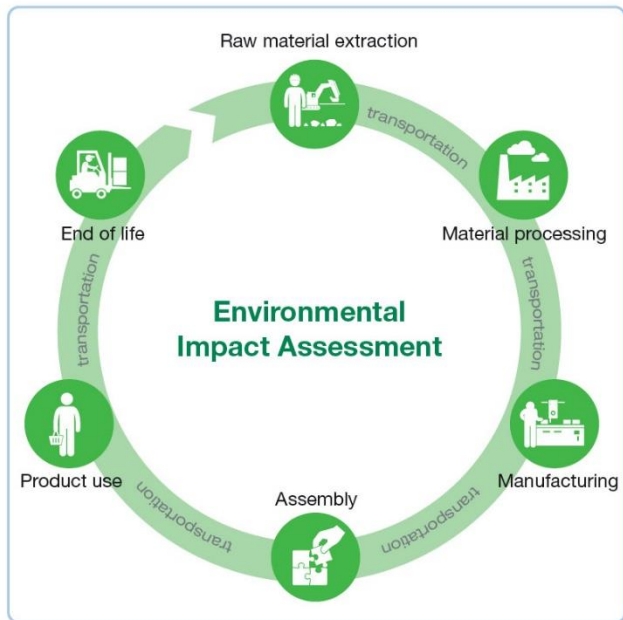 Raw material extraction
transportation
Material processing
transportation
Manufacturing
transportation
Assembly
transportation
Product use
transportation
End of life
Environmental
Impact Assessment